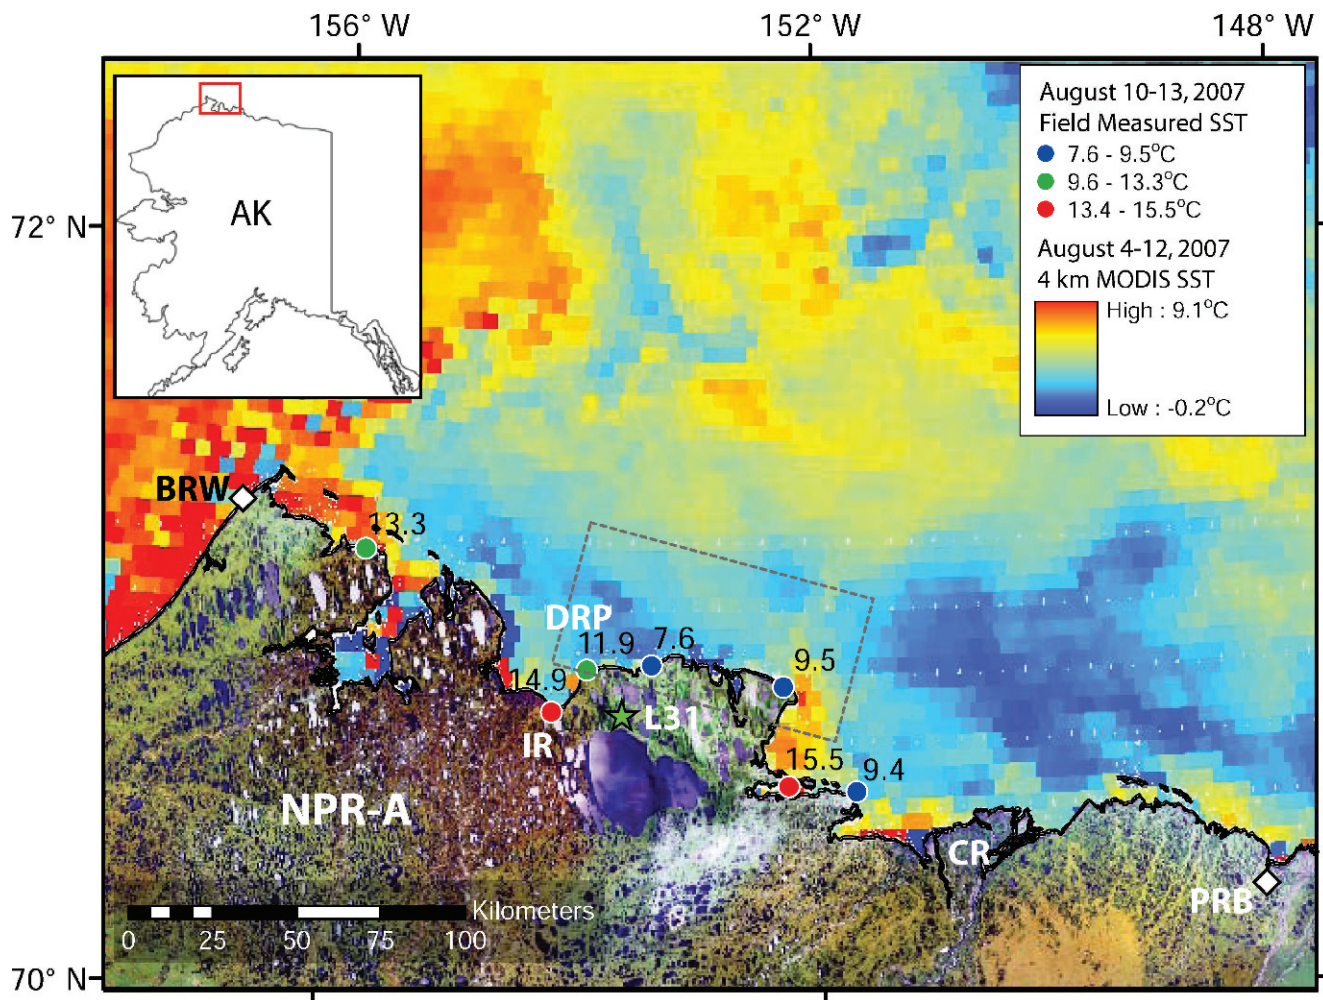 156° W
152° W
148° W
72° N
70° N
AK
August 10-13, 2007
Field Measured SST
7.6 - 9.5°C
9.6 - 13.3°C
13.4 - 15.5°C
August 4-12, 2007
4 km MODIS SST
High : 9.1°C
Low : -0.2°C
BRW
13.3
DRP
11.9
7.6
9.5
14.9
L31
IR
15.5
9.4
NPR-A
CR
PRB
Kilometers
0 25 50 75 100